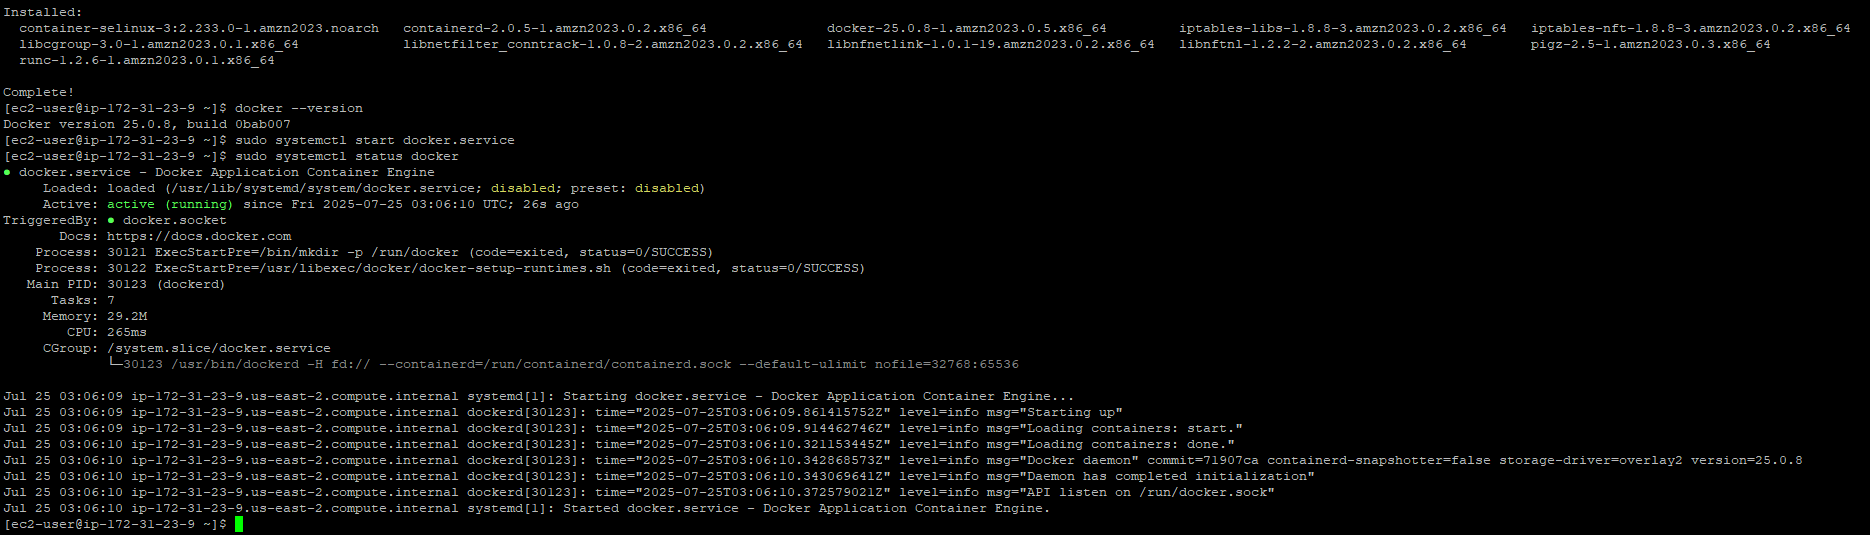 Installed:
container-selinux-3:2.233.0-1.amzn2023.noarch containerd-2.0.5-1.amzn2023.0.2.x86_64 docker-25.0.8-1.amzn2023.0.5.x86_64 iptables-libs-1.8.8-3.amzn2023.0.2.x86_64 iptables-nft-1.8.8-3.amzn2023.0.2.x86_64
libcgroup-3.0-1.amzn2023.0.1.x86_64 libnetfilter_conntrack-1.0.8-2.amzn2023.0.2.x86_64 libnfnetlink-1.0.1-19.amzn2023.0.2.x86_64 libnftnl-1.2.2-2.amzn2023.0.2.x86_64 pigz-2.5-1.amzn2023.0.3.x86_64
runc-1.2.6-1.amzn2023.0.1.x86_64
Complete!
[ec2-user@ip-172-31-23-9 ~]$ docker --version
Docker version 25.0.8, build 0bab007
[ec2-user@ip-172-31-23-9 ~]$ sudo systemctl start docker.service
[ec2-user@ip-172-31-23-9 ~]$ sudo systemctl status docker
● docker.service - Docker Application Container Engine
Loaded: loaded (/usr/lib/systemd/system/docker.service; disabled; preset: disabled)
Active: active (running) since Fri 2025-07-25 03:06:10 UTC; 26s ago
TriggeredBy: ● docker.socket
Docs: https://docs.docker.com
Process: 30121 ExecStartPre=/bin/mkdir -p /run/docker (code=exited, status=0/SUCCESS)
Process: 30122 ExecStartPre=/usr/libexec/docker/docker-setup-runtimes.sh (code=exited, status=0/SUCCESS)
Main PID: 30123 (dockerd)
Tasks: 7
Memory: 29.2M
CPU: 265ms
CGroup: /system.slice/docker.service
└─30123 /usr/bin/dockerd -H fd:// --containerd=/run/containerd/containerd.sock --default-ulimit nofile=32768:65536
Jul 25 03:06:09 ip-172-31-23-9.us-east-2.compute.internal systemd[1]: Starting docker.service - Docker Application Container Engine...
Jul 25 03:06:09 ip-172-31-23-9.us-east-2.compute.internal dockerd[30123]: time="2025-07-25T03:06:09.861415752Z" level=info msg="Starting up"
Jul 25 03:06:09 ip-172-31-23-9.us-east-2.compute.internal dockerd[30123]: time="2025-07-25T03:06:09.914462746Z" level=info msg="Loading containers: start."
Jul 25 03:06:10 ip-172-31-23-9.us-east-2.compute.internal dockerd[30123]: time="2025-07-25T03:06:10.321153445Z" level=info msg="Loading containers: done."
Jul 25 03:06:10 ip-172-31-23-9.us-east-2.compute.internal dockerd[30123]: time="2025-07-25T03:06:10.342868573Z" level=info msg="Docker daemon" commit=71907ca containerd-snapshotter=false storage-driver=overlay2 version=25.0.8
Jul 25 03:06:10 ip-172-31-23-9.us-east-2.compute.internal dockerd[30123]: time="2025-07-25T03:06:10.343069641Z" level=info msg="Daemon has completed initialization"
Jul 25 03:06:10 ip-172-31-23-9.us-east-2.compute.internal dockerd[30123]: time="2025-07-25T03:06:10.372579021Z" level=info msg="API listen on /run/docker.sock"
Jul 25 03:06:10 ip-172-31-23-9.us-east-2.compute.internal systemd[1]: Started docker.service - Docker Application Container Engine.
[ec2-user@ip-172-31-23-9 ~]$